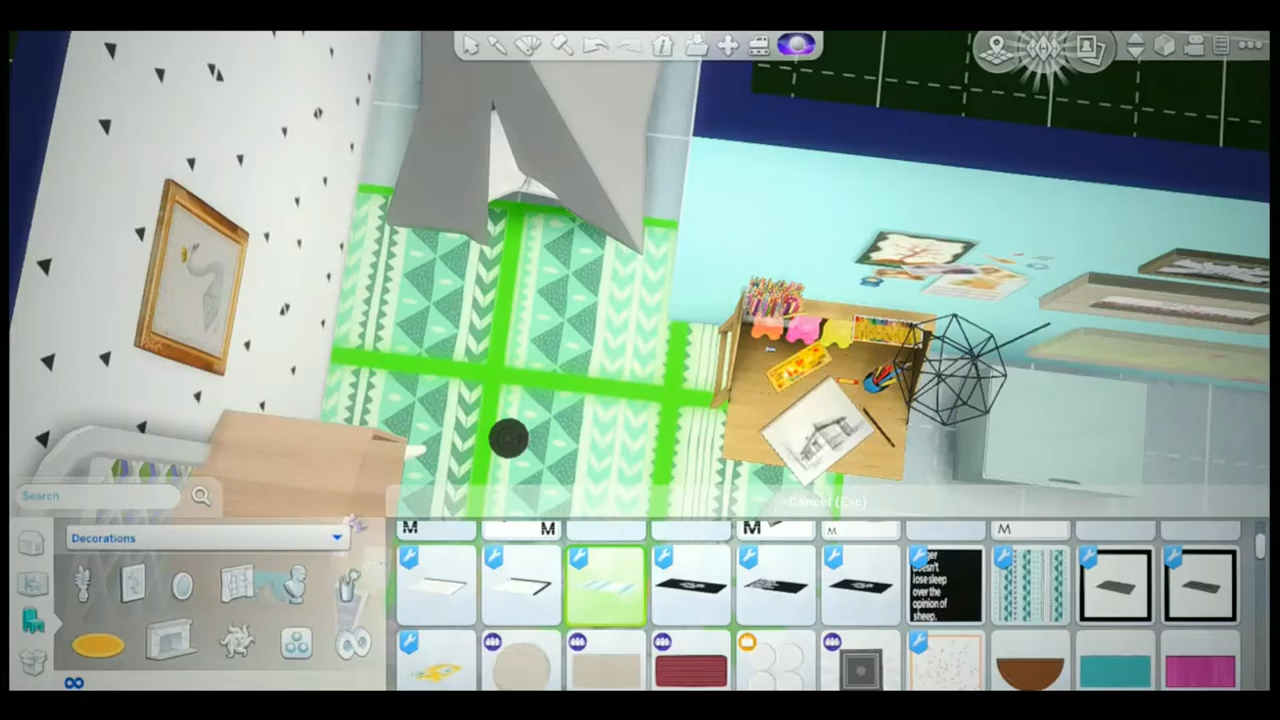 Search
Cancel (Esc)
Decorations
M
M
M
M
M
doesn't
lose sleep
over the
opinion of
sheep.